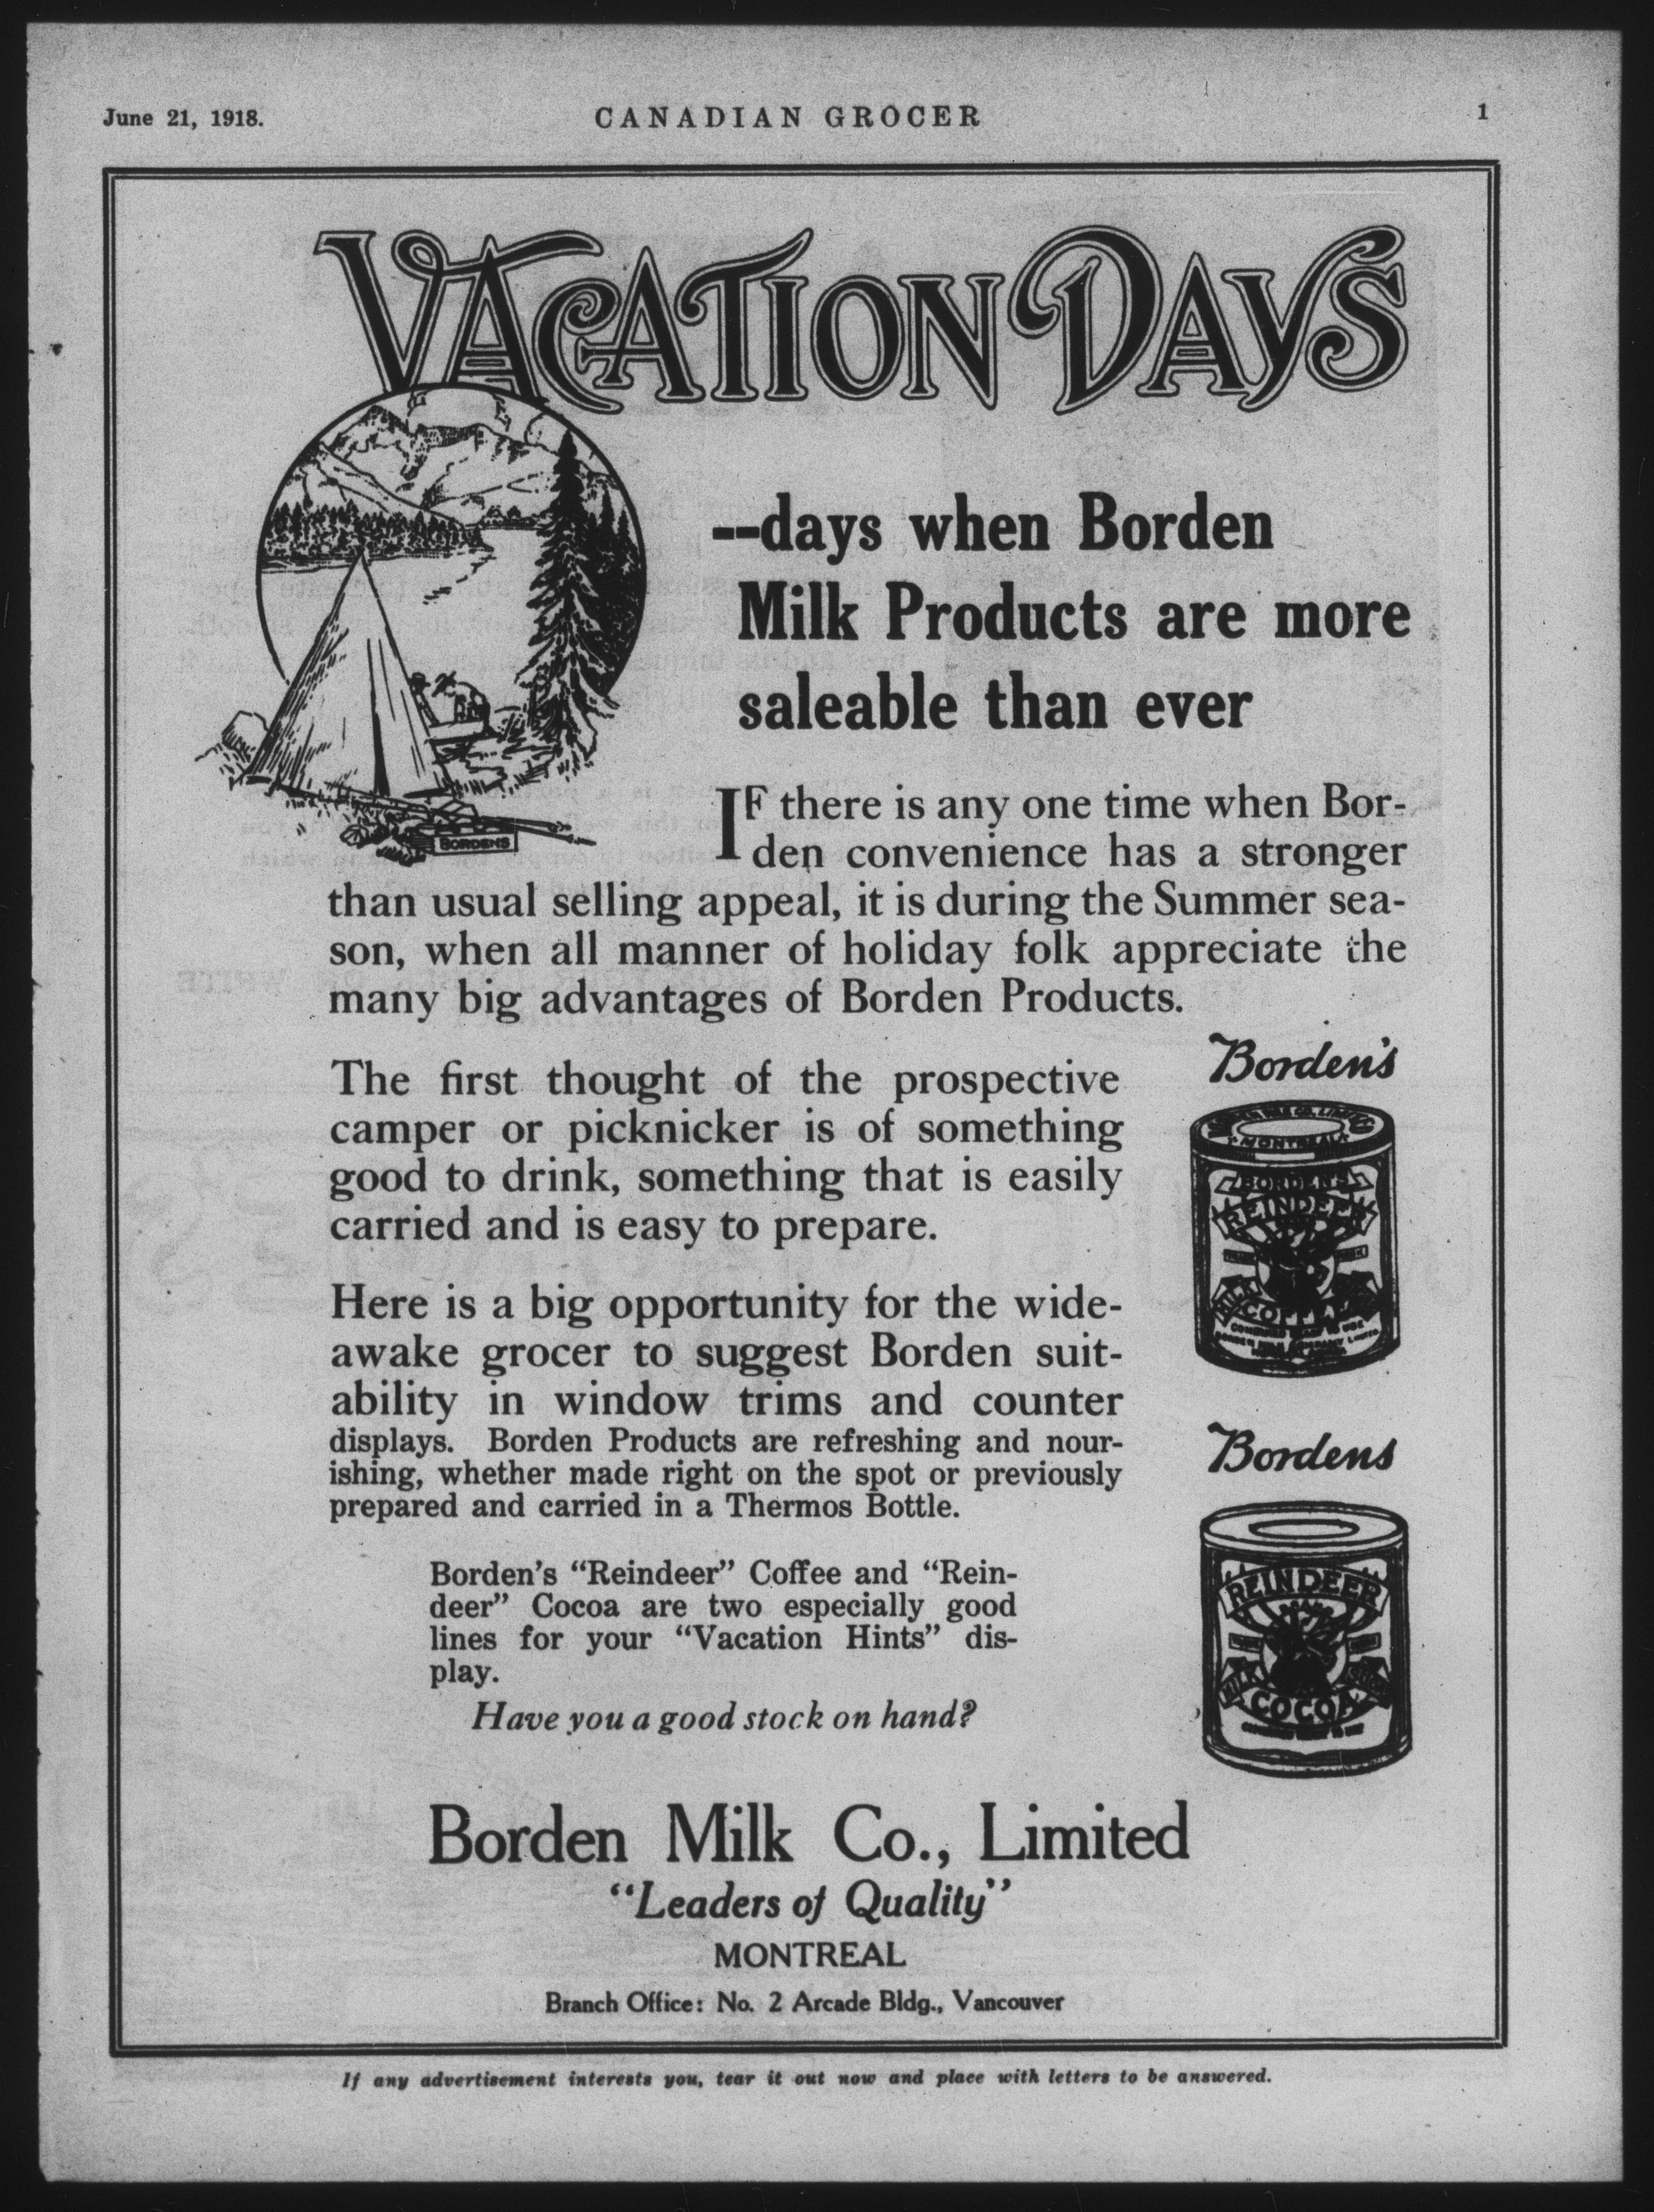 June 21, 1918.
CANADIAN GROCER
1
VACATION DAYS
--days when Borden
Milk Products are more
saleable than ever
IF there is any one time when Bor-
den convenience has a stronger
than usual selling appeal, it is during the Summer sea-
son, when all manner of holiday folk appreciate the
many big advantages of Borden Products.
BORDENS
The first thought of the prospective
camper or picknicker is of something
good to drink, something that is easily
carried and is easy to prepare.
Here is a big opportunity for the wide-
awake grocer to suggest Borden suit-
ability in window trims and counter
displays. Borden Products are refreshing and nour-
ishing, whether made right on the spot or previously
prepared and carried in a Thermos Bottle.
Borden's
MONTREAL
BORDEN'S
REINDEER
MILK
COFFEE
Borden's "Reindeer" Coffee and "Rein-
deer" Cocoa are two especially good
lines for your "Vacation Hints" dis-
play.
Have you a good stock on hand?
Bordens
REINDEER
BRAND
MILK
COCOA
Borden Milk Co., Limited
"Leaders of Quality"
MONTREAL
Branch Office: No. 2 Arcade Bldg., Vancouver
If any advertisement interests you, tear it out now and place with letters to be answered.